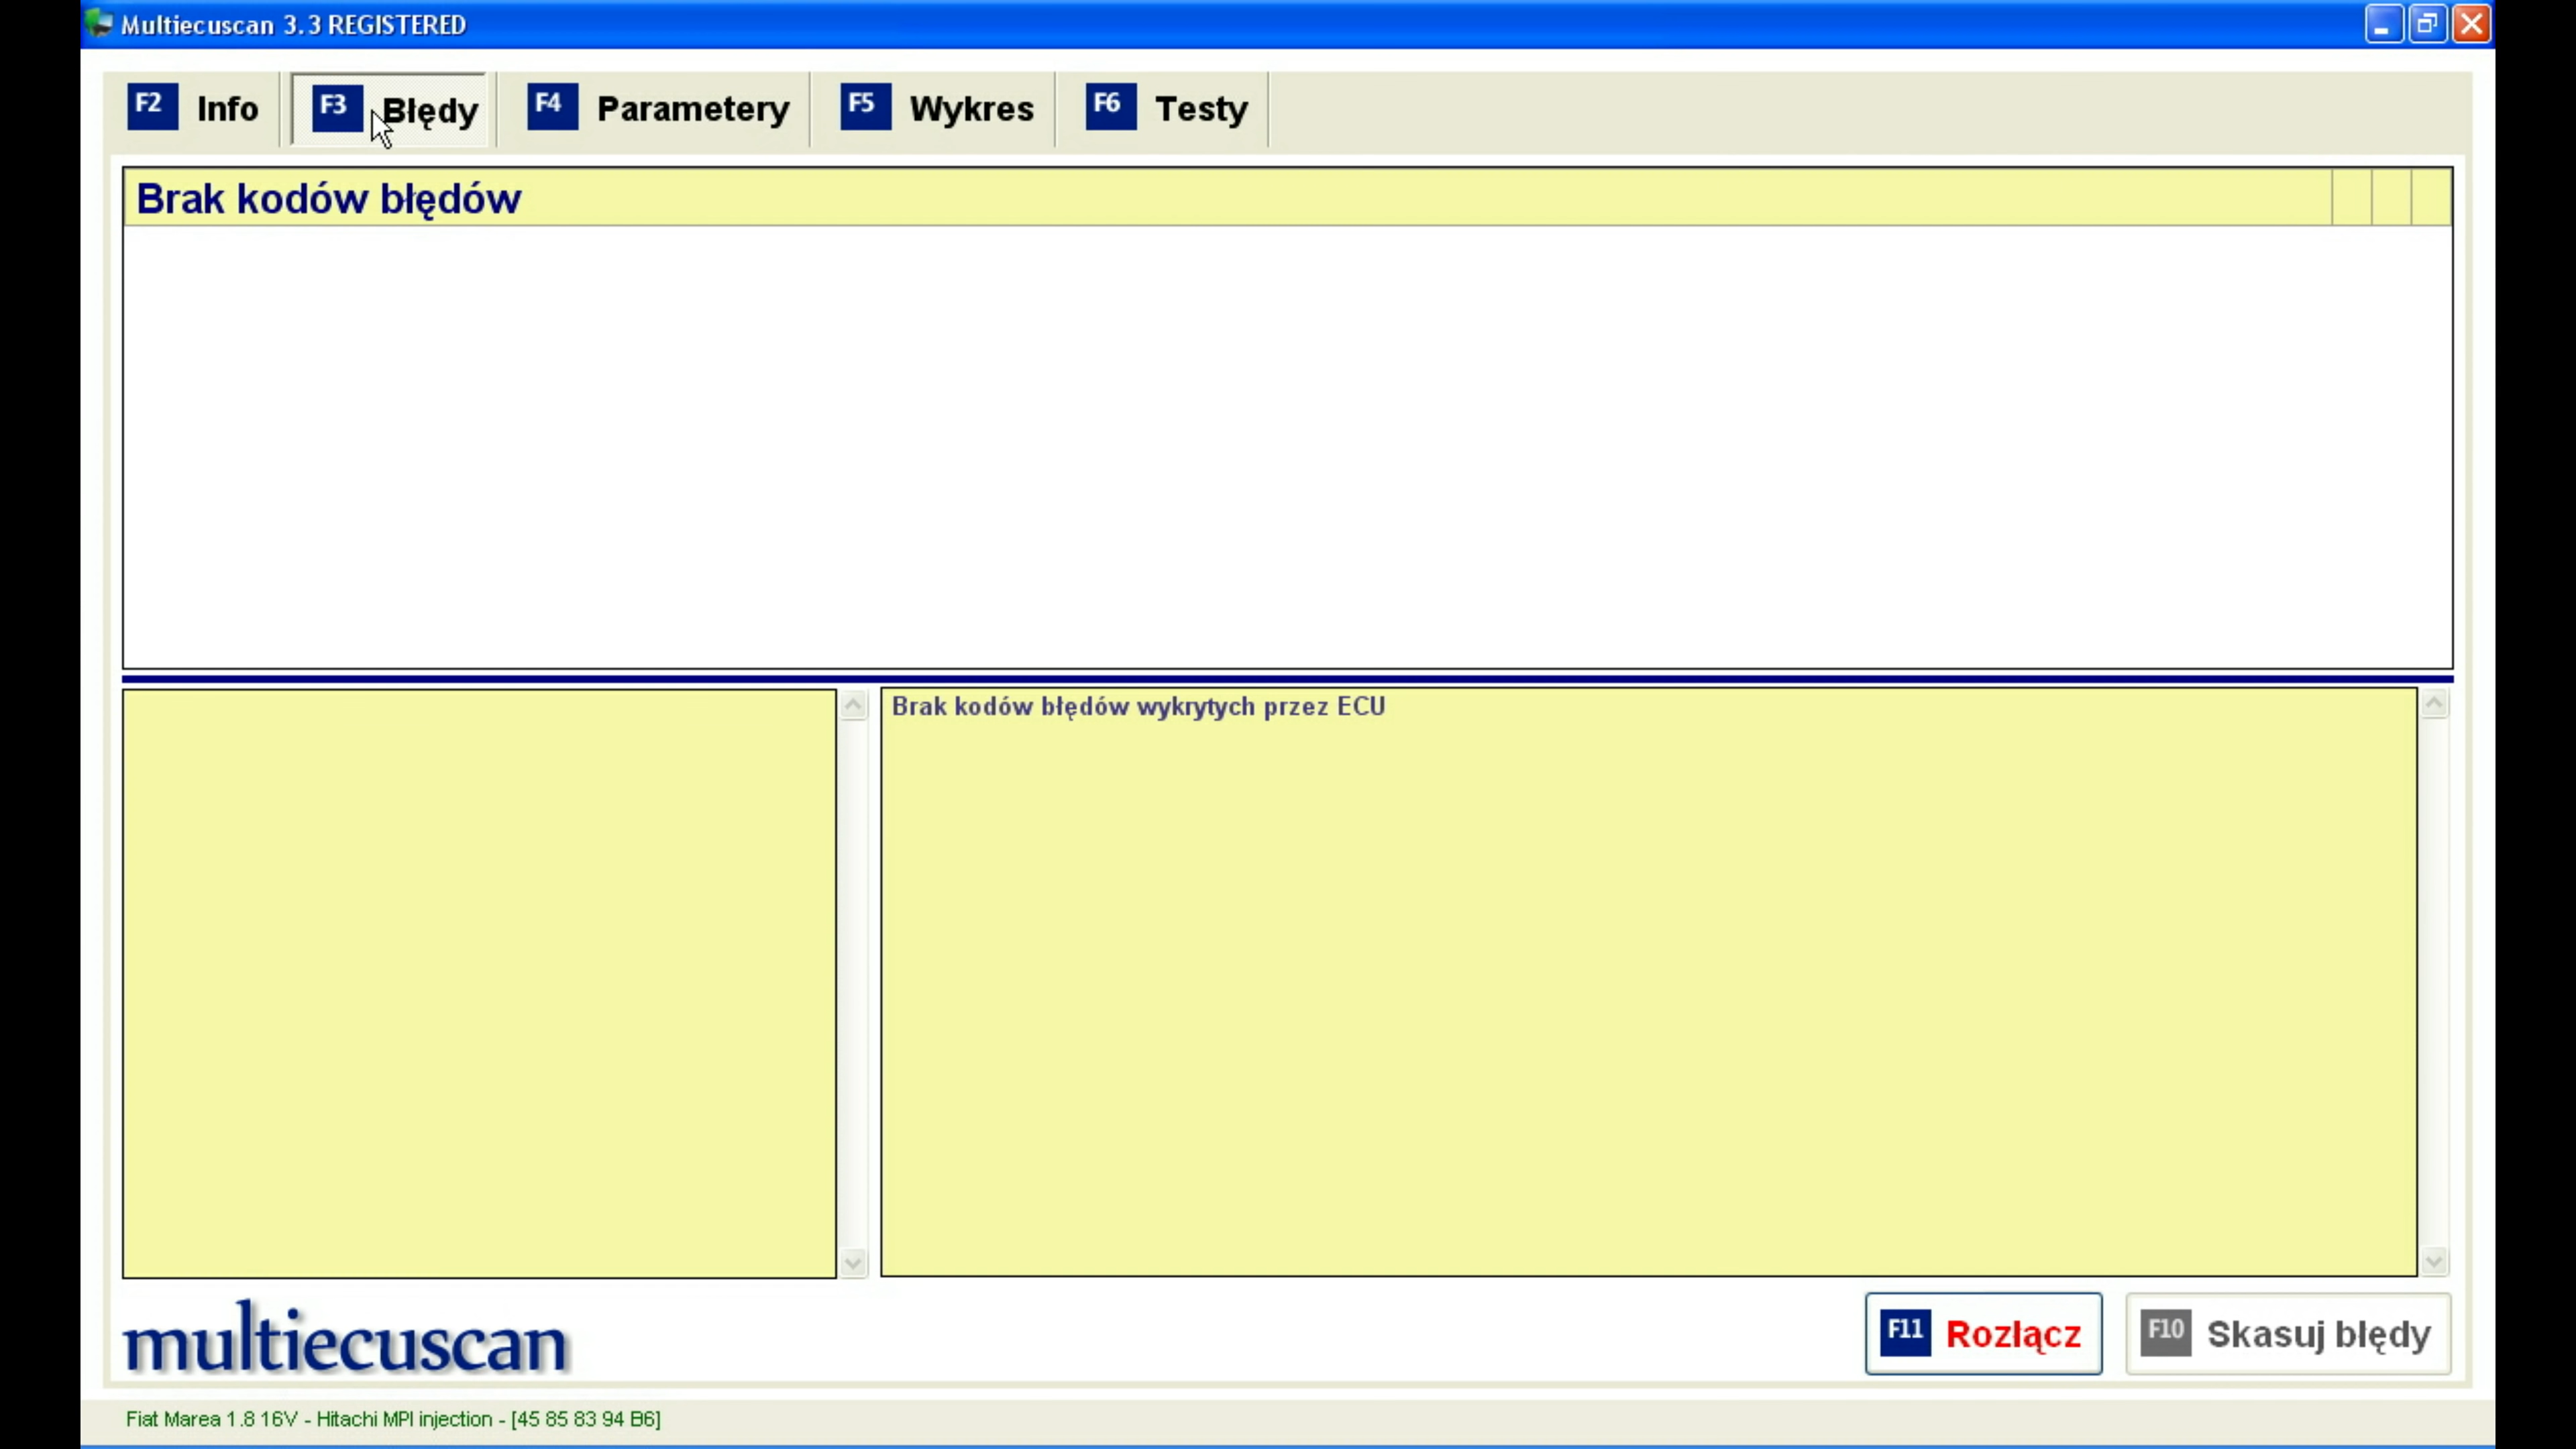 Multiecuscan 3.3 REGISTERED
F2 Info F3 Błędy F4 Parametery F5 Wykres F6 Testy
Brak kodów błędów
Brak kodów błędów wykrytych przez ECU
multiecuscan
F11 Rozłącz F10 Skasuj błędy
Fiat Marea 1.8 16V - Hitachi MPI injection - [45 85 83 94 B6]